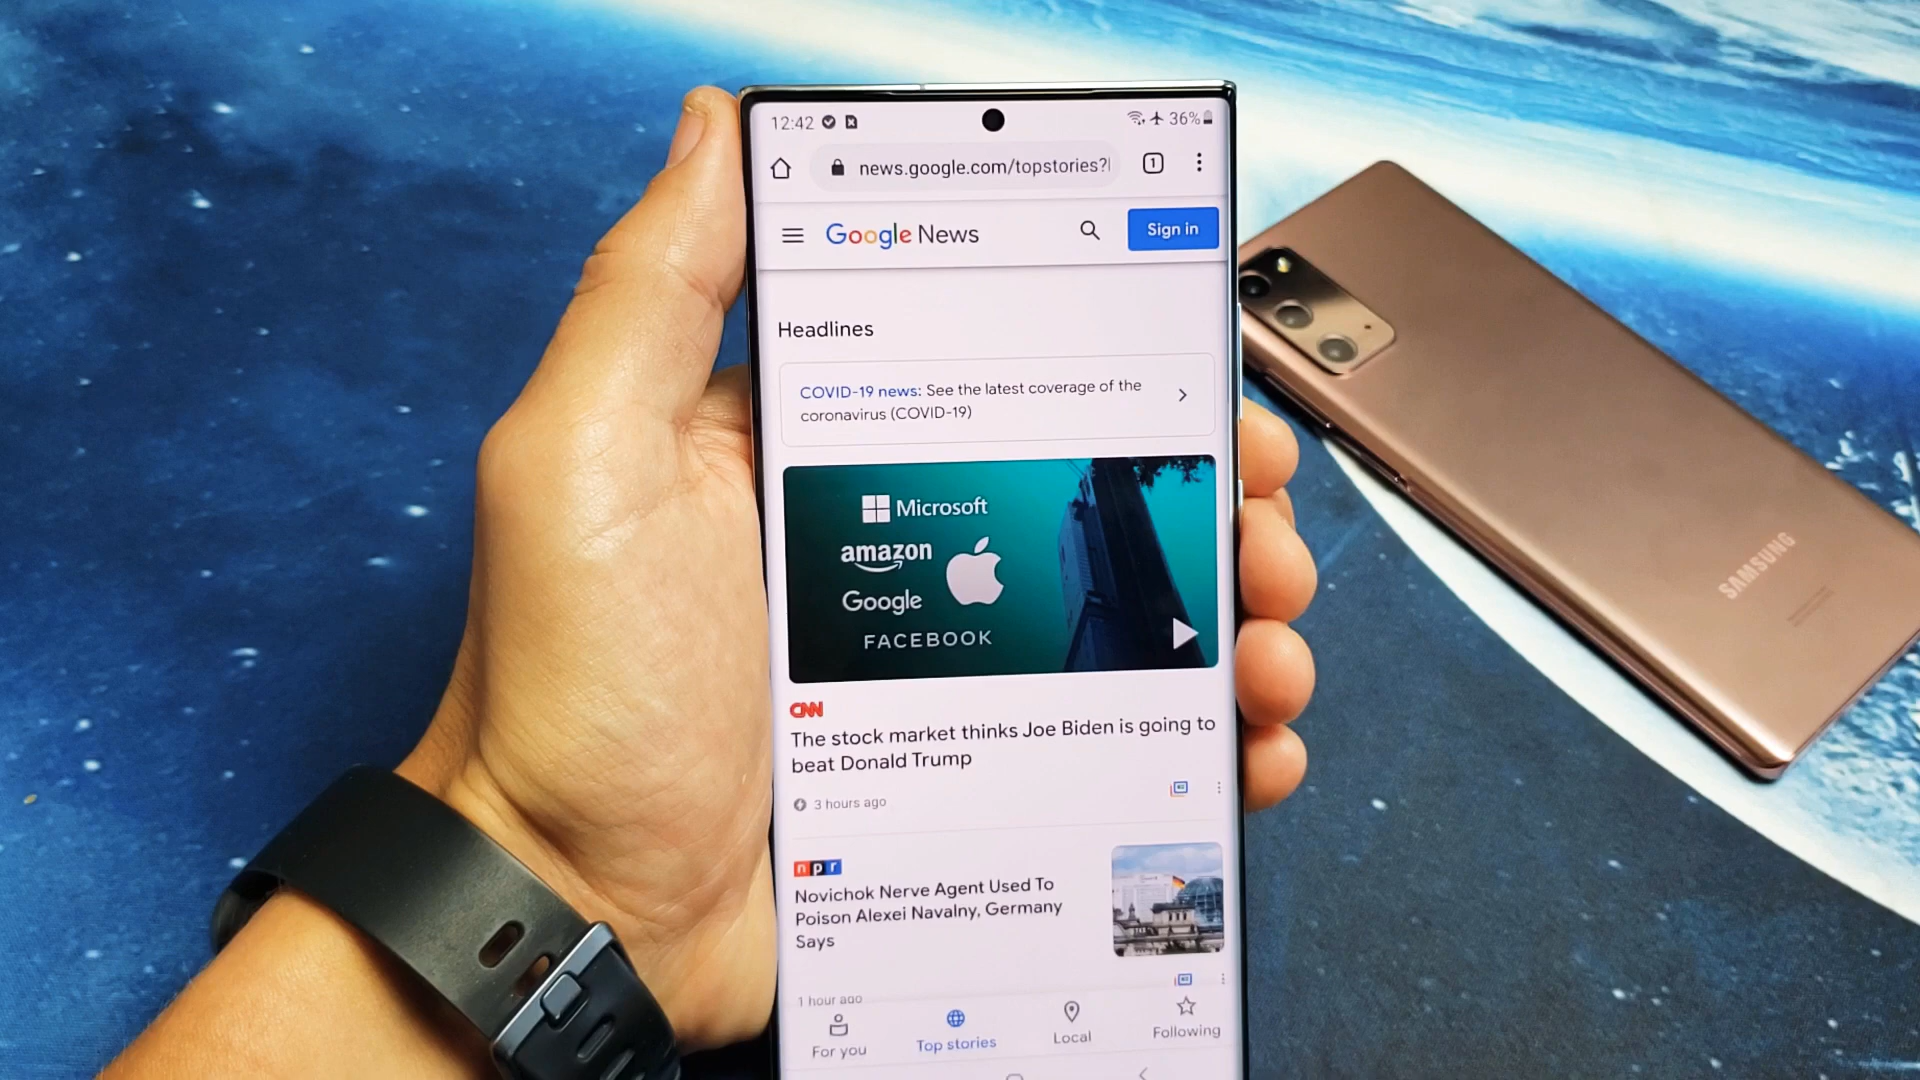 12:42
36%
news.google.com/topstories?
1
Google News
Sign in
Headlines
COVID-19 news: See the latest coverage of the
coronavirus (COVID-19)
Microsoft
amazon
Google
FACEBOOK
CNN
The stock market thinks Joe Biden is going to
beat Donald Trump
3 hours ago
npr
Novichok Nerve Agent Used To
Poison Alexei Navalny, Germany
Says
1 hour ago
For you
Top stories
Local
Following
SAMSUNG